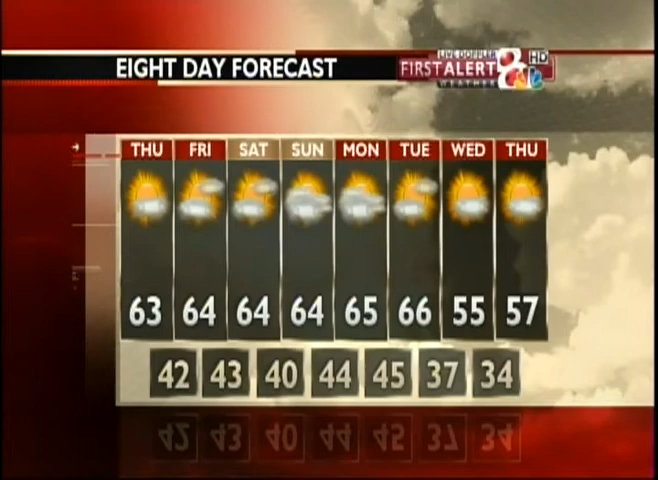 LIVE DOPPLER
8 HD
EIGHT DAY FORECAST FIRST ALERT
WEATHER
THU FRI SAT SUN MON TUE WED THU
63 64 64 64 65 66 55 57
42 43 40 44 45 37 34